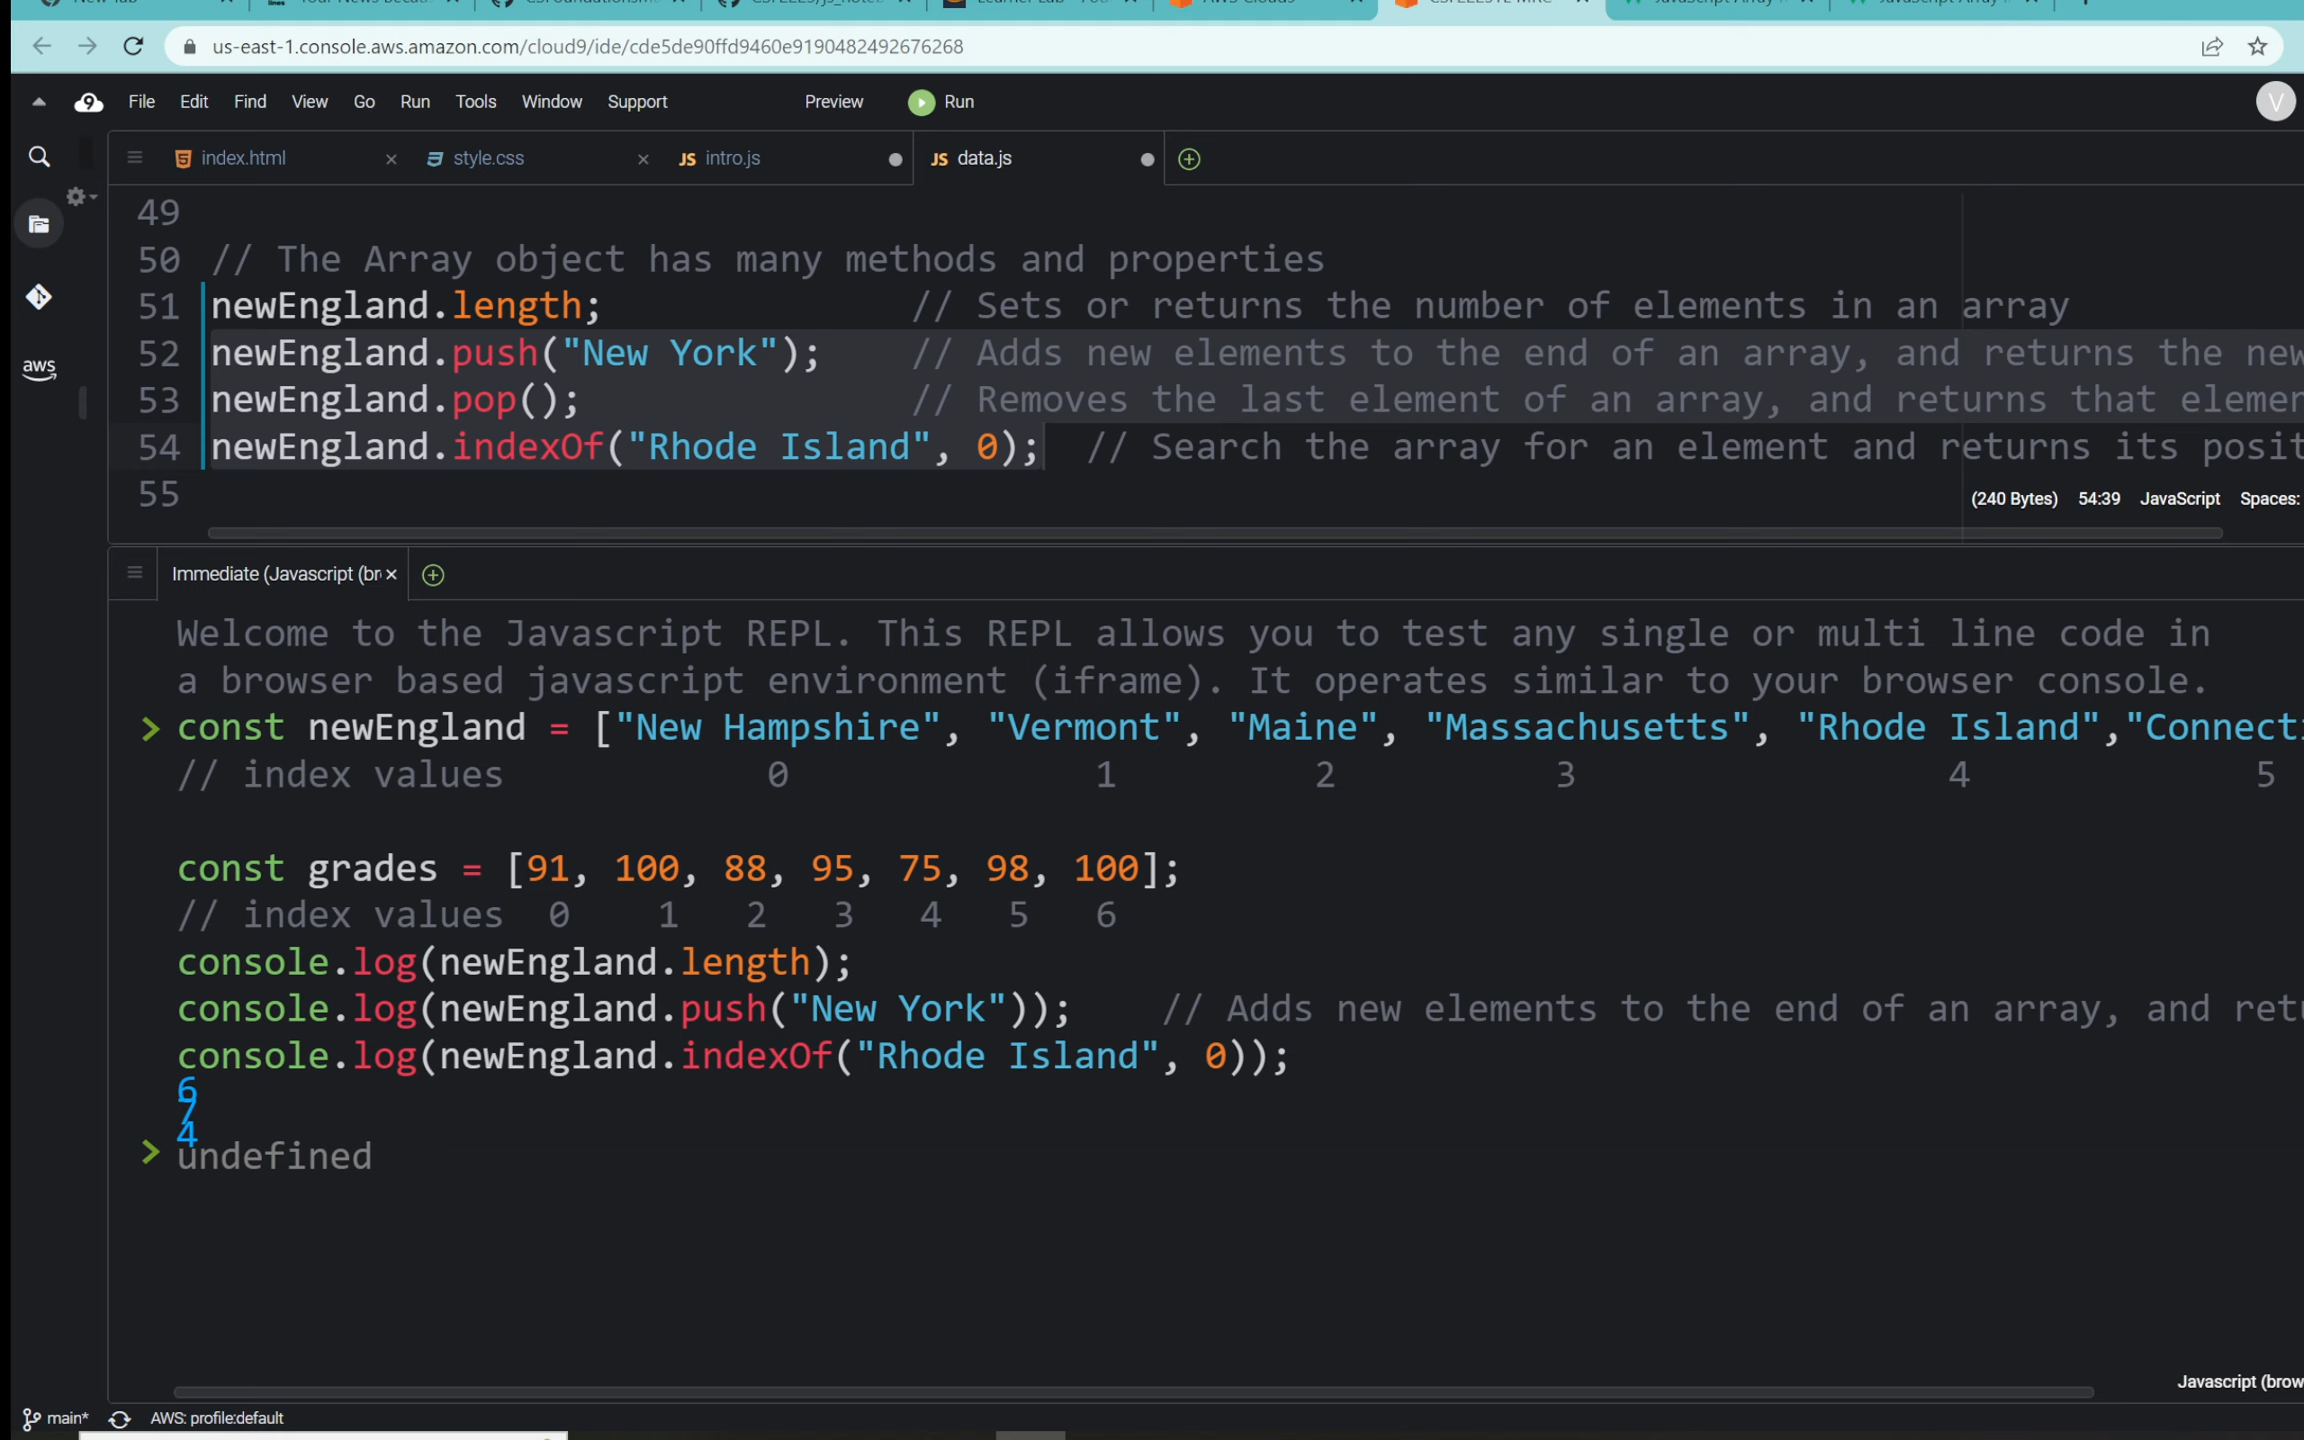 us-east-1.console.aws.amazon.com/cloud9/ide/cde5de90ffd9460e9190482492676268
9 File Edit Find View Go Run Tools Window Support Preview Run V
index.html style.css JS intro.js JS data.js
49
50 // The Array object has many methods and properties
51 newEngland.length; // Sets or returns the number of elements in an array
52 newEngland.push("New York"); // Adds new elements to the end of an array, and returns the new
53 newEngland.pop(); // Removes the last element of an array, and returns that elemen
54 newEngland.indexOf("Rhode Island", 0); // Search the array for an element and returns its posit
55
aws
(240 Bytes) 54:39 JavaScript Spaces:
Immediate (Javascript (br
Welcome to the Javascript REPL. This REPL allows you to test any single or multi line code in
a browser based javascript environment (iframe). It operates similar to your browser console.
> const newEngland = ["New Hampshire", "Vermont", "Maine", "Massachusetts", "Rhode Island","Connecti
// index values 0 1 2 3 4 5
const grades = [91, 100, 88, 95, 75, 98, 100];
// index values 0 1 2 3 4 5 6
console.log(newEngland.length);
console.log(newEngland.push("New York")); // Adds new elements to the end of an array, and retu
console.log(newEngland.indexOf("Rhode Island", 0));
6
7
4
> undefined
Javascript (brow
main* AWS: profile:default